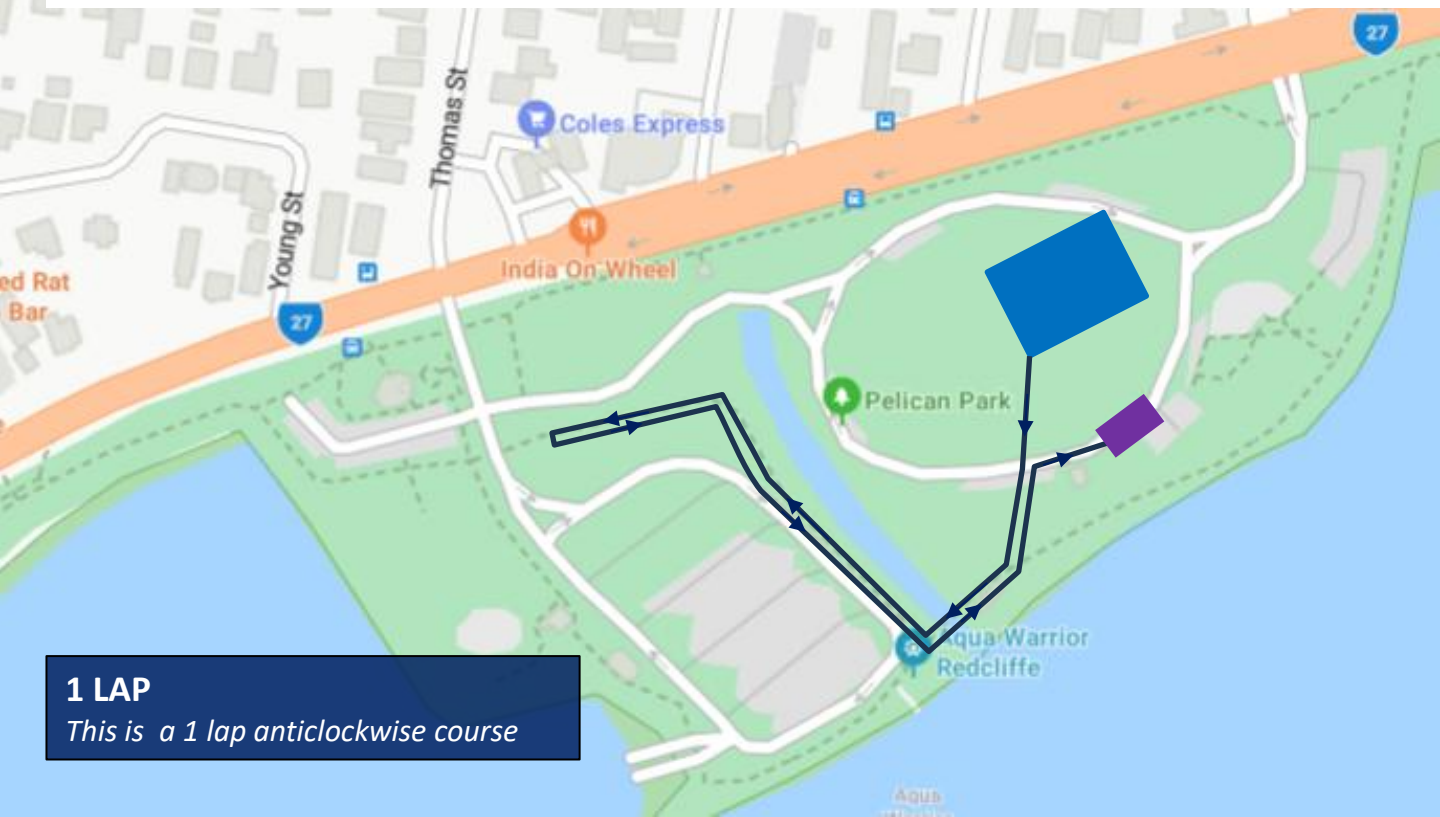 27
Thomas St
Coles Express
Young St
India On Wheel
ed Rat
Bar
27
Pelican Park
Aqua Warrior
Redcliffe
1 LAP
This is a 1 lap anticlockwise course
Aqua